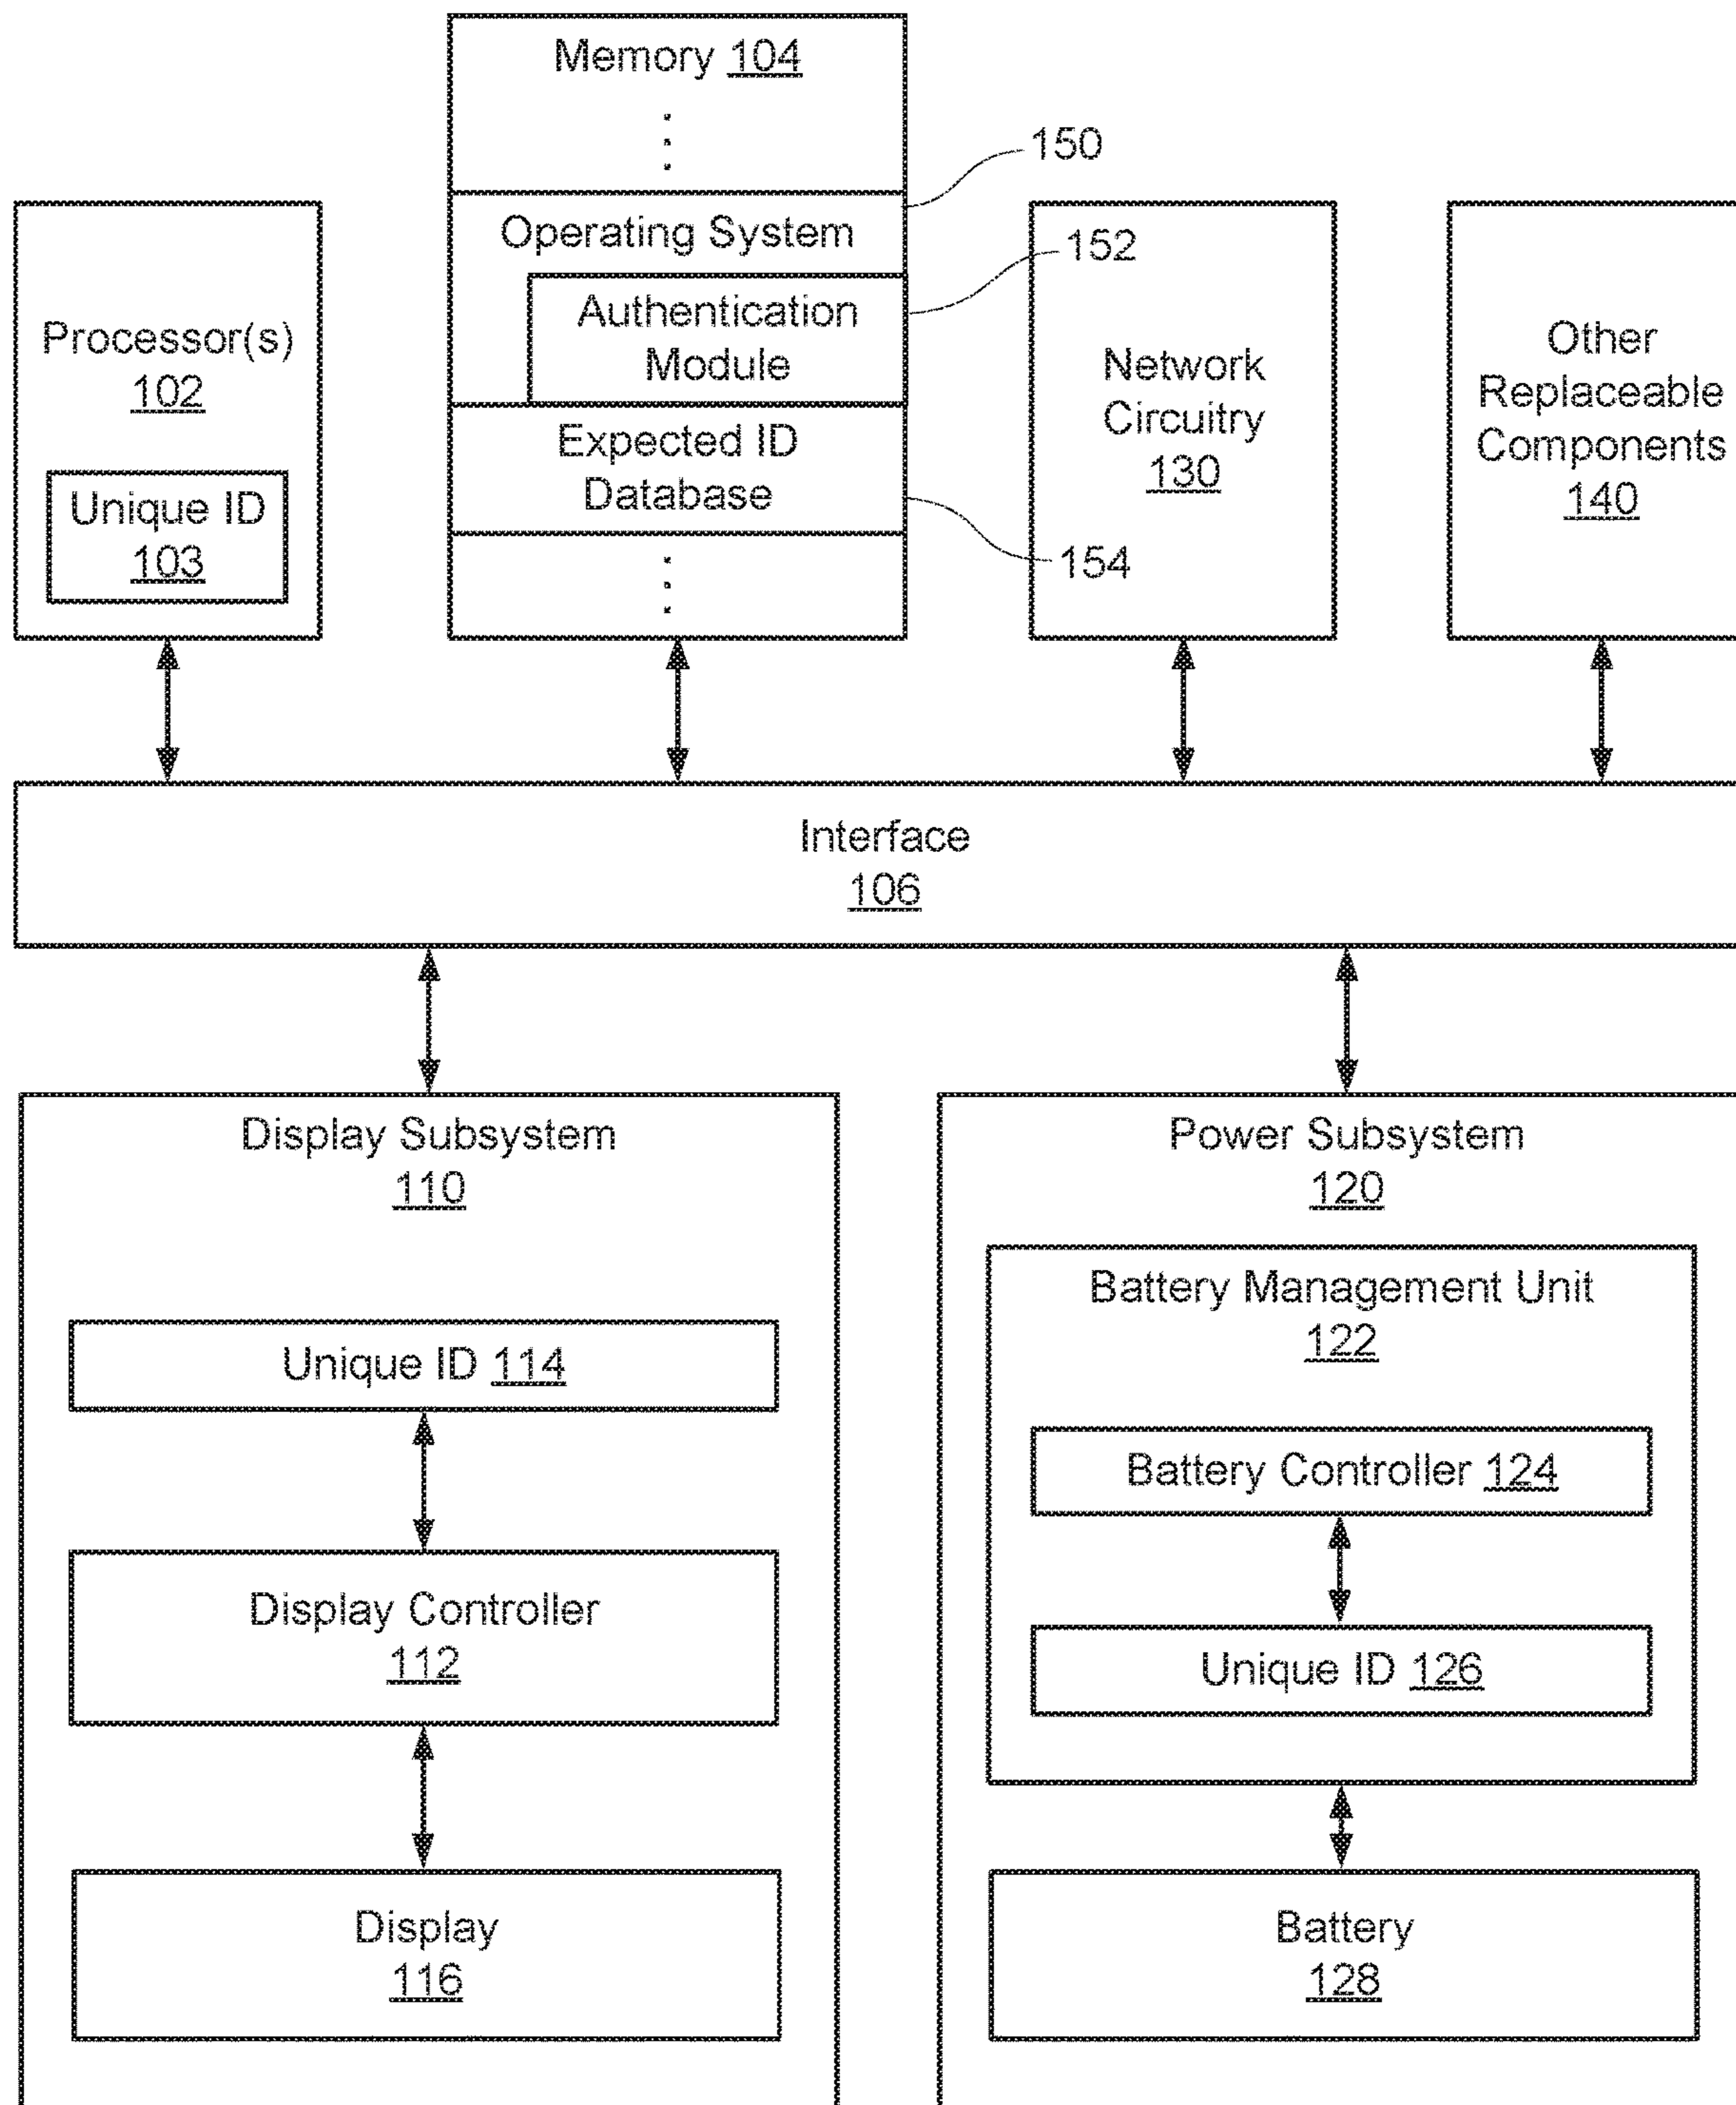 Memory 104
150
Operating System
152
Authentication
Module
Expected ID
Database
154
Processor(s)
102
Unique ID
103
Network
Circuitry
130
Other
Replaceable
Components
140
Interface
106
Display Subsystem
110
Unique ID 114
Display Controller
112
Display
116
Power Subsystem
120
Battery Management Unit
122
Battery Controller 124
Unique ID 126
Battery
128